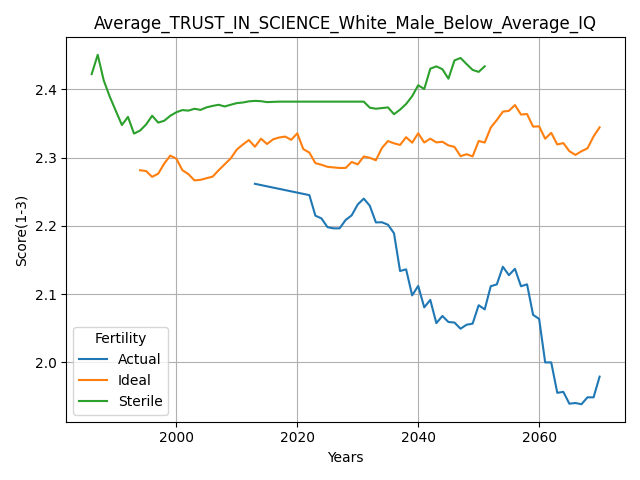 Average_TRUST_IN_SCIENCE_White_Male_Below_Average_IQ
Score(1-3)
2.4
2.3
2.2
2.1
2.0
Fertility
Actual
Ideal
Sterile
2000
2020
2040
2060
Years